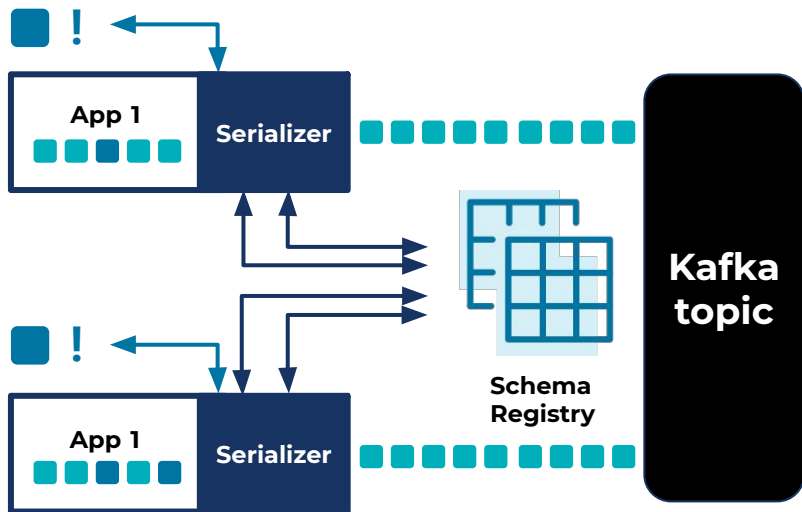 !
App 1
Serializer
Kafka
topic
!
Schema
Registry
App 1
Serializer